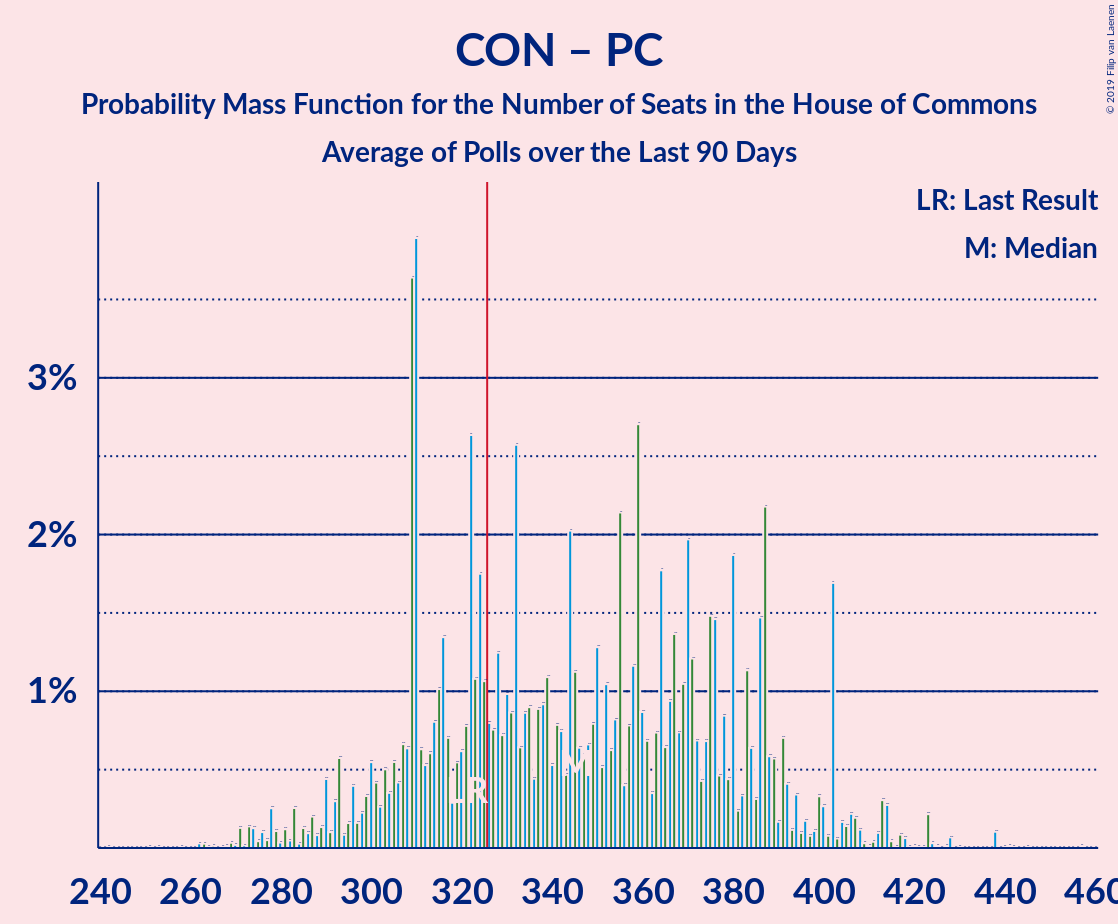 CON – PC
Probability Mass Function for the Number of Seats in the House of Commons
Average of Polls over the Last 90 Days
© 2019 Filip van Laenen
LR: Last Result
M: Median
3%
2%
1%
LR
M
240 260 280 300 320 340 360 380 400 420 440 460